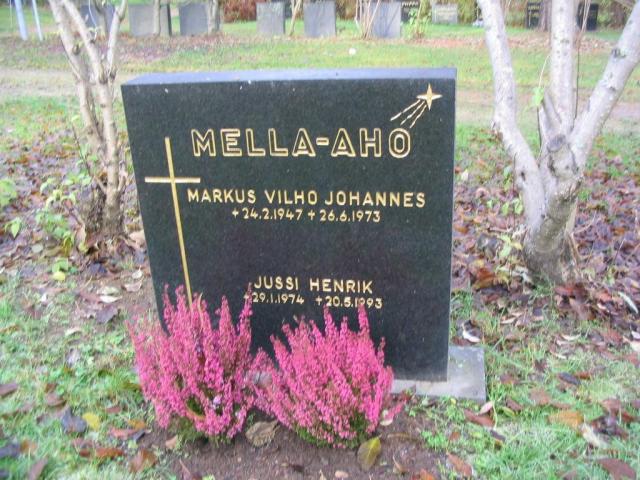 MELLA-AHO
MARKUS VILHO JOHANNES
+24.2.1947 +26.6.1973
JUSSI HENRIK
+29.1.1974 +20.5.1993